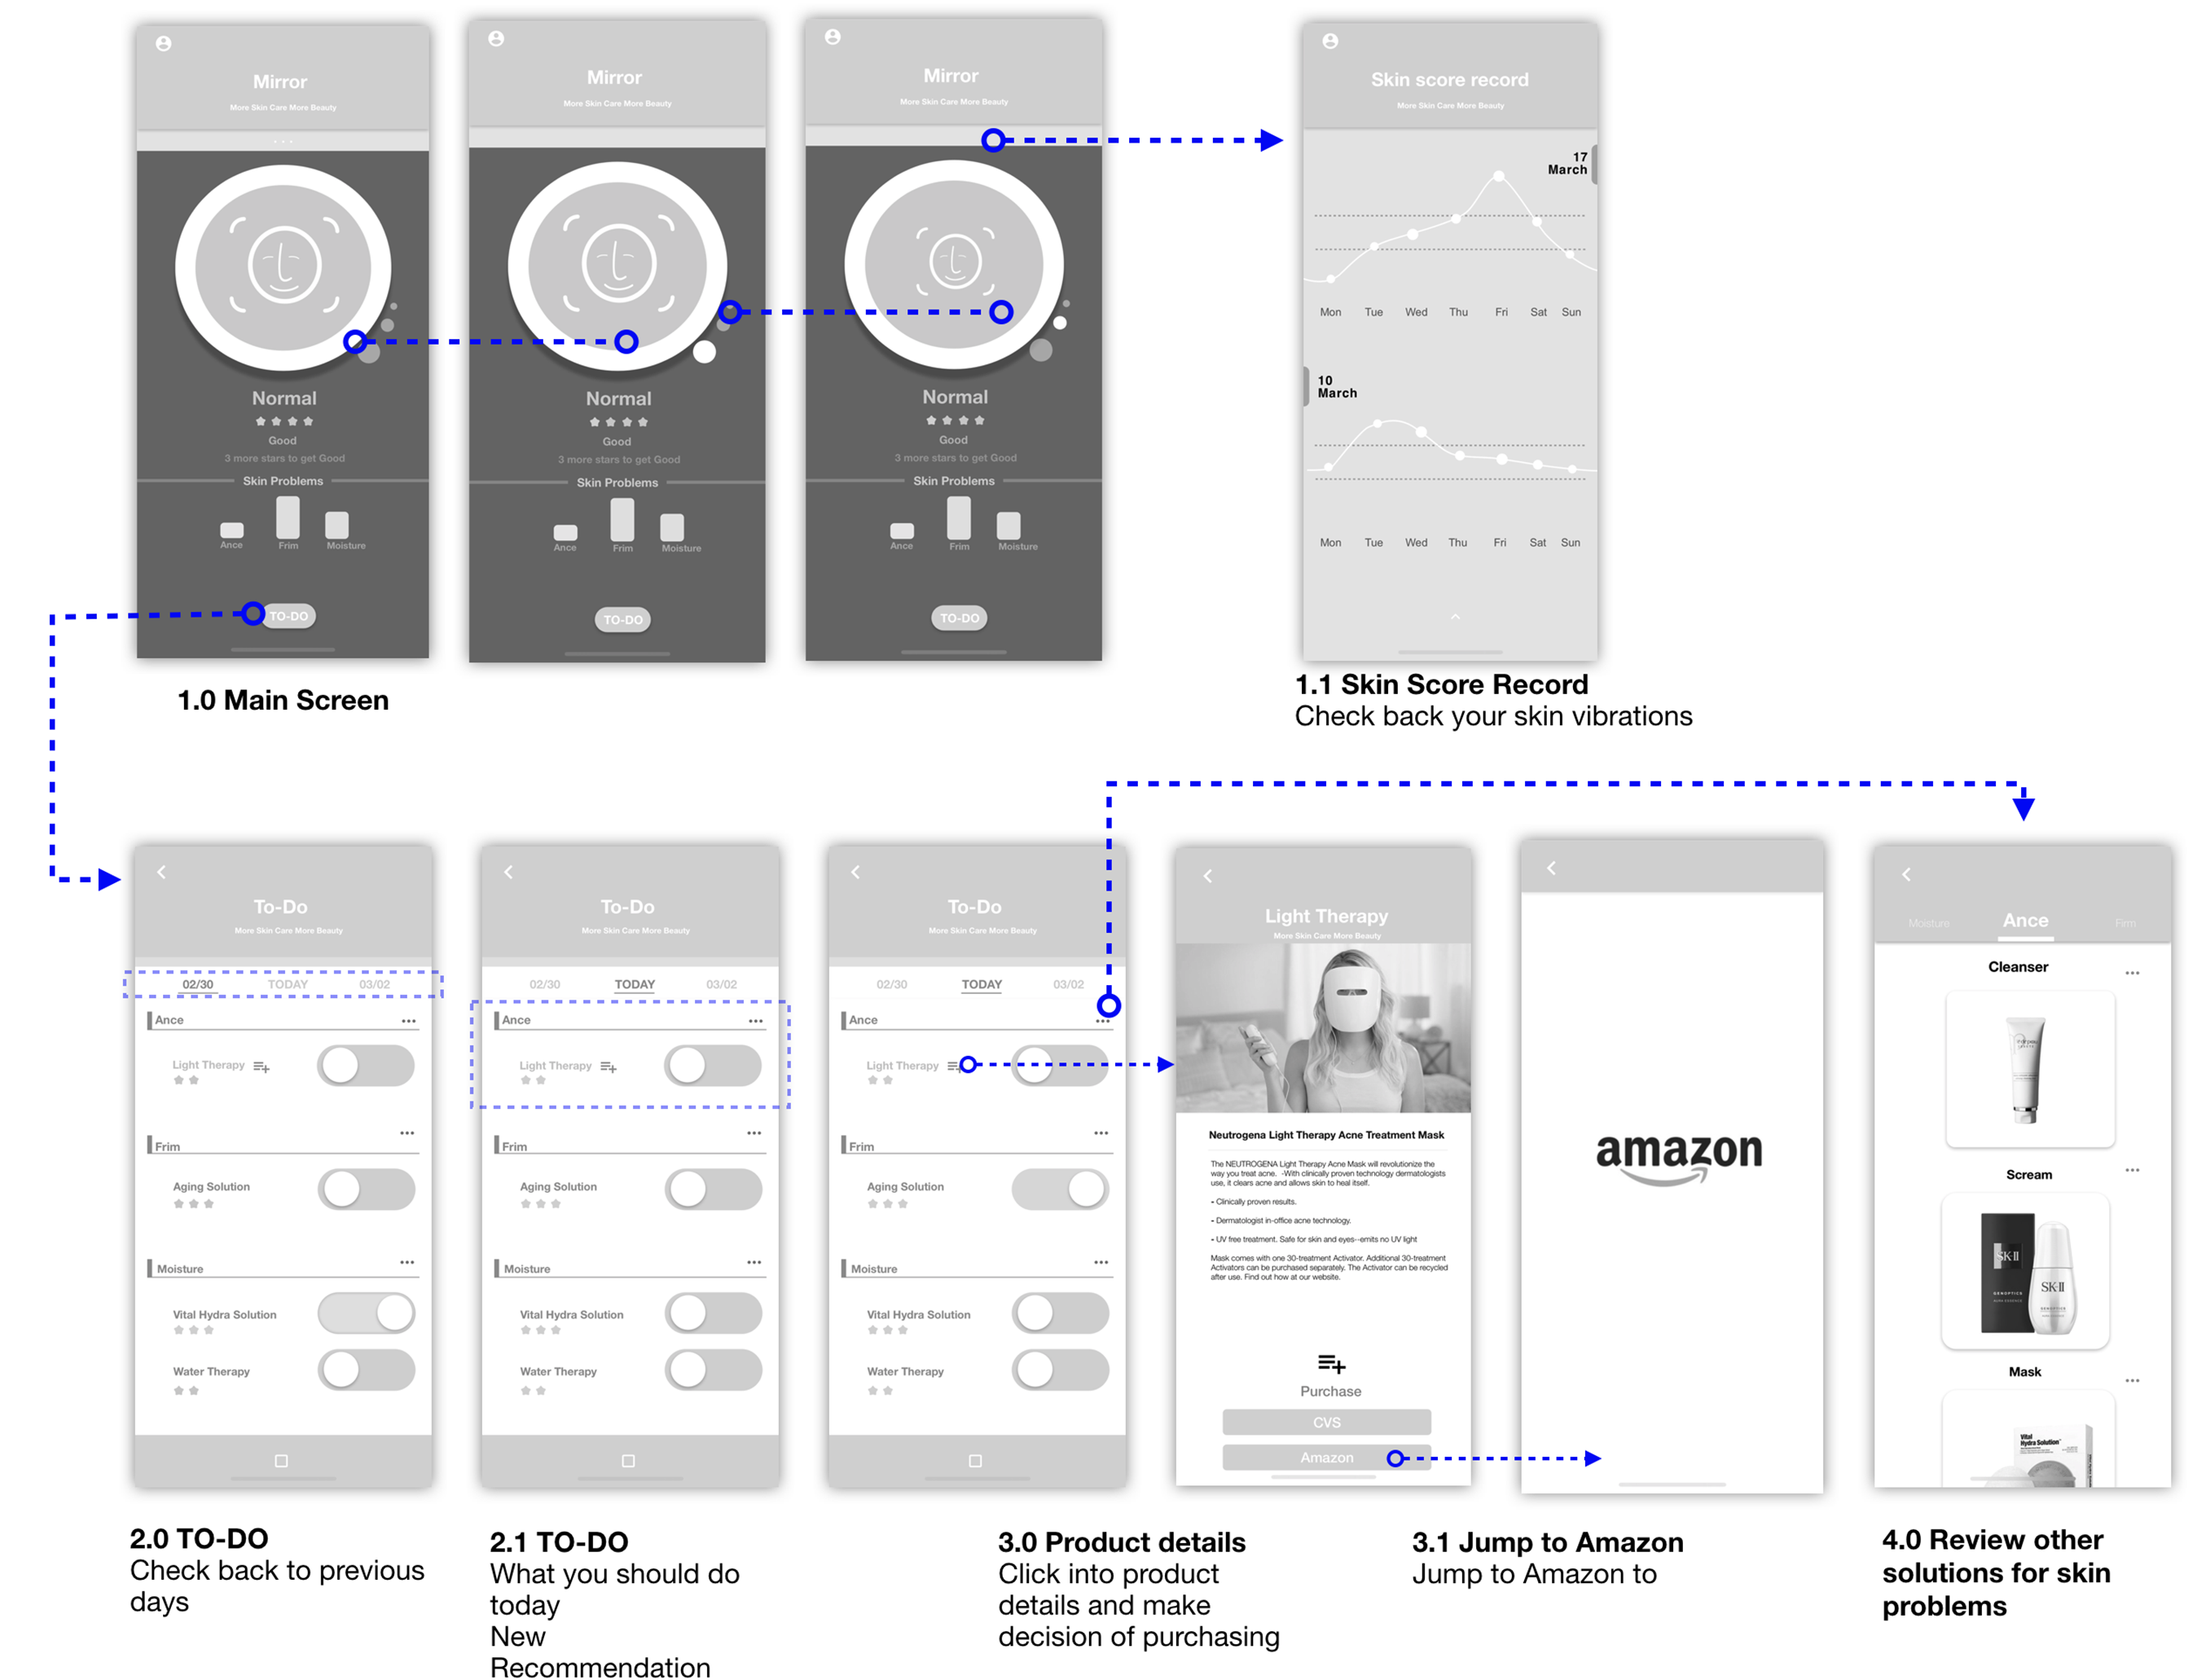 Mirror
More Skin Care More Beauty
Normal
Good
3 more stars to get Good
Skin Problems
Ance
Frim
Moisture
TO-DO
Mirror
More Skin Care More Beauty
Normal
Good
3 more stars to get Good
Skin Problems
Ance
Frim
Moisture
TO-DO
Mirror
More Skin Care More Beauty
Normal
Good
3 more stars to get Good
Skin Problems
Ance
Frim
Moisture
TO-DO
Skin score record
More Skin Care More Beauty
17
March
Mon Tue Wed Thu Fri Sat Sun
10
March
Mon Tue Wed Thu Fri Sat Sun
1.0 Main Screen
1.1 Skin Score Record
Check back your skin vibrations
To-Do
More Skin Care More Beauty
02/30 TODAY 03/02
Ance
Light Therapy
Frim
Aging Solution
Moisture
Vital Hydra Solution
Water Therapy
To-Do
More Skin Care More Beauty
02/30 TODAY 03/02
Ance
Light Therapy
Frim
Aging Solution
Moisture
Vital Hydra Solution
Water Therapy
To-Do
More Skin Care More Beauty
02/30 TODAY 03/02
Ance
Light Therapy
Frim
Aging Solution
Moisture
Vital Hydra Solution
Water Therapy
Light Therapy
More Skin Care More Beauty
Neutrogena Light Therapy Acne Treatment Mask
The NEUTROGENA Light Therapy Acne Mask will revolutionize the
way you treat acne. -With clinically proven technology dermatologists
use, it clears acne and allows skin to heal itself.
- Clinically proven results.
- Dermatologist in-office acne technology.
- UV free treatment. Safe for skin and eyes--emits no UV light
Mask comes with one 30-treatment Activator. Additional 30-treatment
Activators can be purchased separately. The Activator can be recycled
after use. Find out how at our website.
Purchase
CVS
Amazon
amazon
Moisture Ance Firm
Cleanser
Scream
SK-II
GENOPTICS
SK-II
GENOPTICS
Mask
Vital
Hydra Solution
2.0 TO-DO
Check back to previous
days
2.1 TO-DO
What you should do
today
New
Recommendation
3.0 Product details
Click into product
details and make
decision of purchasing
3.1 Jump to Amazon
Jump to Amazon to
4.0 Review other
solutions for skin
problems